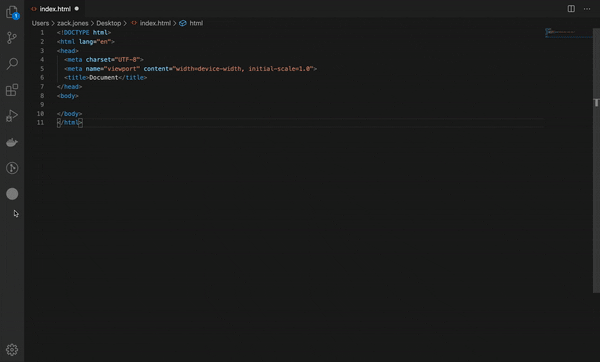 1
index.html
Users > zack.jones > Desktop > index.html > html
1 <!DOCTYPE html>
2 <html lang="en">
3 <head>
4 <meta charset="UTF-8">
5 <meta name="viewport" content="width=device-width, initial-scale=1.0">
6 <title>Document</title>
7 </head>
8 <body>
9
10 </body>
11 </html>